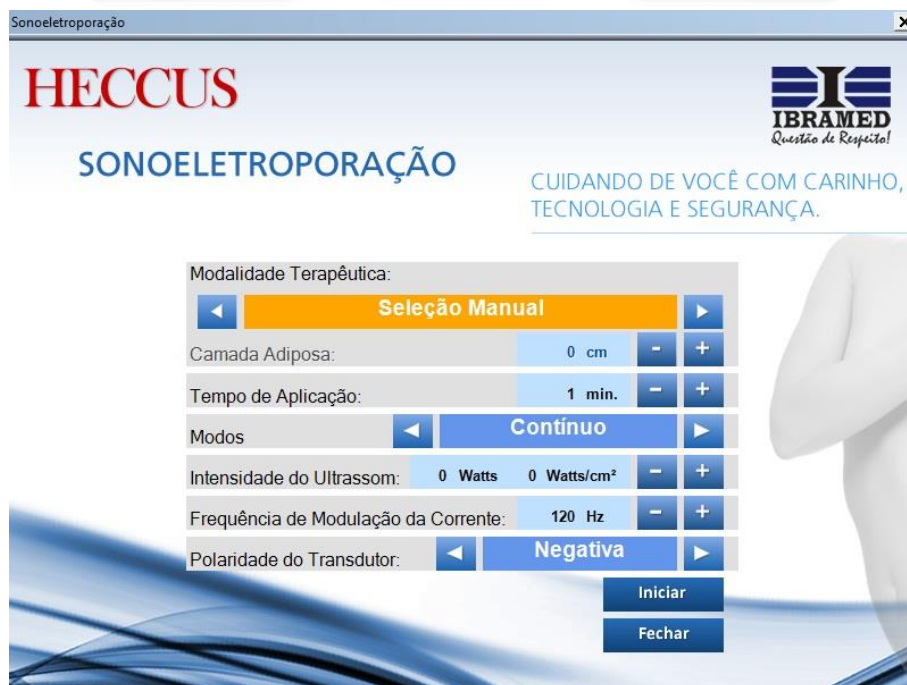 Sonoeletroporação
HECCUS
IBRAMED
Questão de Respeito!
SONOELETROPORAÇÃO
CUIDANDO DE VOCÊ COM CARINHO,
TECNOLOGIA E SEGURANÇA.
Modalidade Terapêutica:
Seleção Manual
Camada Adiposa: 0 cm - +
Tempo de Aplicação: 1 min. - +
Modos Contínuo
Intensidade do Ultrassom: 0 Watts 0 Watts/cm² - +
Frequência de Modulação da Corrente: 120 Hz - +
Polaridade do Transdutor: Negativa
Iniciar
Fechar